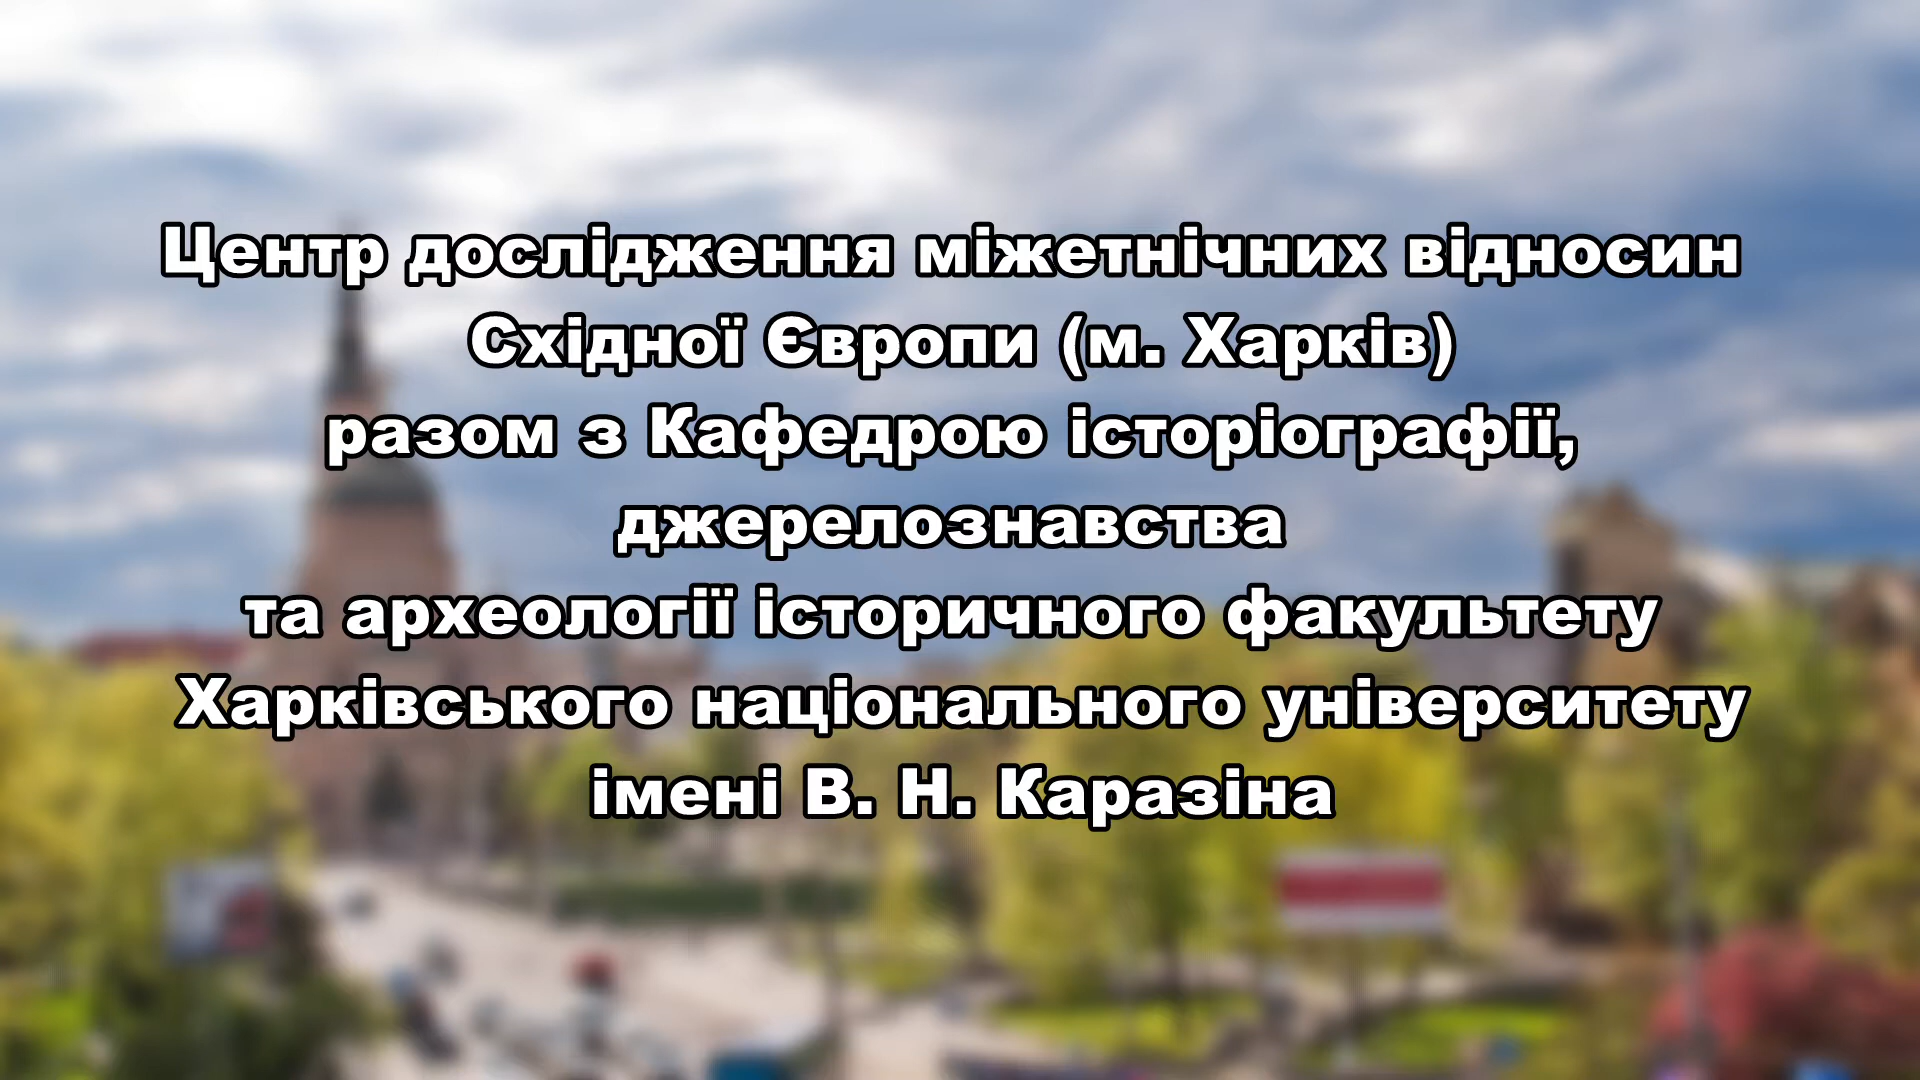 Центр дослідження міжетнічних відносин
Східної Європи (м. Харків)
разом з Кафедрою історіографії,
джерелознавства
та археології історичного факультету
Харківського національного університету
імені В. Н. Каразіна